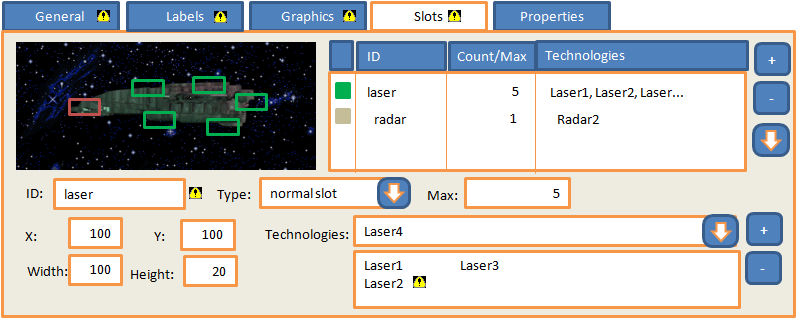 General Labels Graphics Slots Properties
ID Count/Max Technologies
laser 5 Laser1, Laser2, Laser...
radar 1 Radar2
+
-
ID: laser Type: normal slot Max: 5
X: 100 Y: 100 Technologies: Laser4 +
Width: 100 Height: 20 Laser1 Laser3 -
Laser2